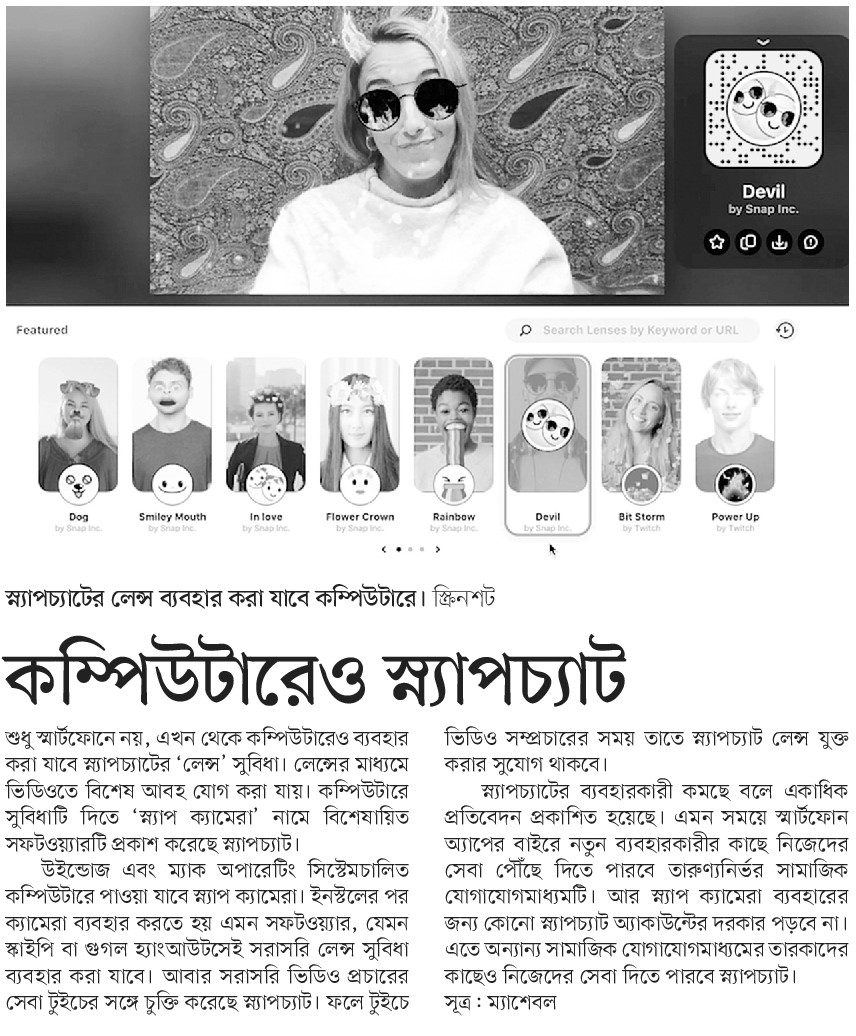 Devil
by Snap Inc.
Featured
Search Lenses by Keyword or URL
Dog
by Snap Inc.
Smiley Mouth
by Snap Inc.
In love
by Snap Inc.
Flower Crown
by Snap Inc.
Rainbow
by Snap Inc.
Devil
by Snap Inc.
Bit Storm
by Twitch
Power Up
by Twitch
স্ন্যাপচ্যাটের লেন্স ব্যবহার করা যাবে কম্পিউটারে। স্ক্রিনশট
কম্পিউটারেও স্ন্যাপচ্যাট
শুধু স্মার্টফোনে নয়, এখন থেকে কম্পিউটারেও ব্যবহার
করা যাবে স্ন্যাপচ্যাটের ‘লেন্স’ সুবিধা। লেন্সের মাধ্যমে
ভিডিওতে বিশেষ আবহ যোগ করা যায়। কম্পিউটারে
সুবিধাটি দিতে ‘স্ন্যাপ ক্যামেরা’ নামে বিশেষায়িত
সফটওয়্যারটি প্রকাশ করেছে স্ন্যাপচ্যাট।
উইন্ডোজ এবং ম্যাক অপারেটিং সিস্টেমচালিত
কম্পিউটারে পাওয়া যাবে স্ন্যাপ ক্যামেরা। ইনস্টলের পর
ক্যামেরা ব্যবহার করতে হয় এমন সফটওয়্যার, যেমন
স্কাইপি বা গুগল হ্যাংআউটসেই সরাসরি লেন্স সুবিধা
ব্যবহার করা যাবে। আবার সরাসরি ভিডিও প্রচারের
সেবা টুইচের সঙ্গে চুক্তি করেছে স্ন্যাপচ্যাট। ফলে টুইচে
ভিডিও সম্প্রচারের সময় তাতে স্ন্যাপচ্যাট লেন্স যুক্ত
করার সুযোগ থাকবে।
স্ন্যাপচ্যাটের ব্যবহারকারী কমছে বলে একাধিক
প্রতিবেদন প্রকাশিত হয়েছে। এমন সময়ে স্মার্টফোন
অ্যাপের বাইরে নতুন ব্যবহারকারীর কাছে নিজেদের
সেবা পৌঁছে দিতে পারবে তারুণ্যনির্ভর সামাজিক
যোগাযোগমাধ্যমটি। আর স্ন্যাপ ক্যামেরা ব্যবহারের
জন্য কোনো স্ন্যাপচ্যাট অ্যাকাউন্টের দরকার পড়বে না।
এতে অন্যান্য সামাজিক যোগাযোগমাধ্যমের তারকাদের
কাছেও নিজেদের সেবা দিতে পারবে স্ন্যাপচ্যাট।
সূত্র : ম্যাশেবল